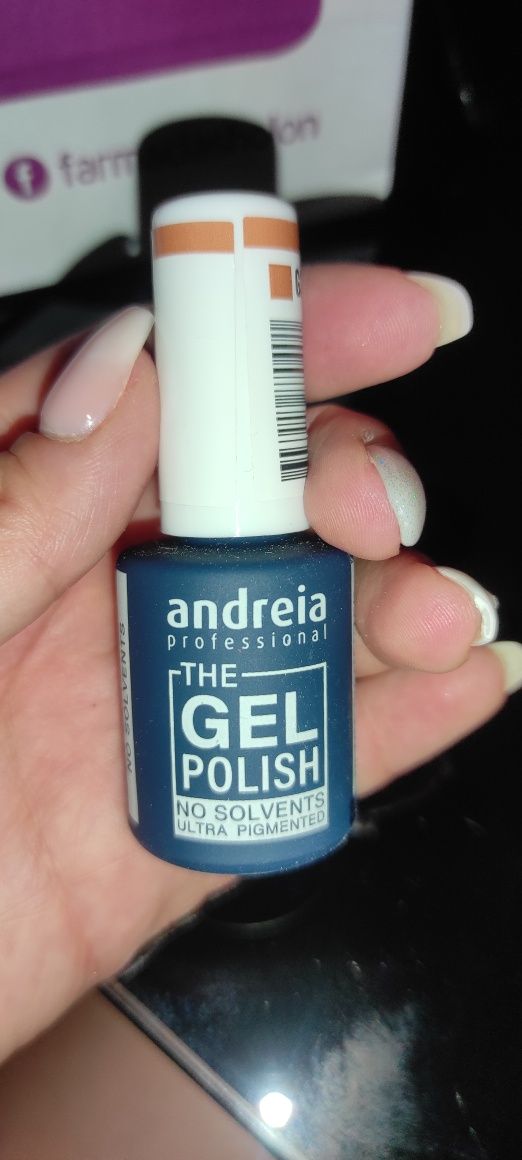 G
andreia
professional
THE
GEL
POLISH
NO SOLVENTS
ULTRA PIGMENTED
NO SOLVENTS